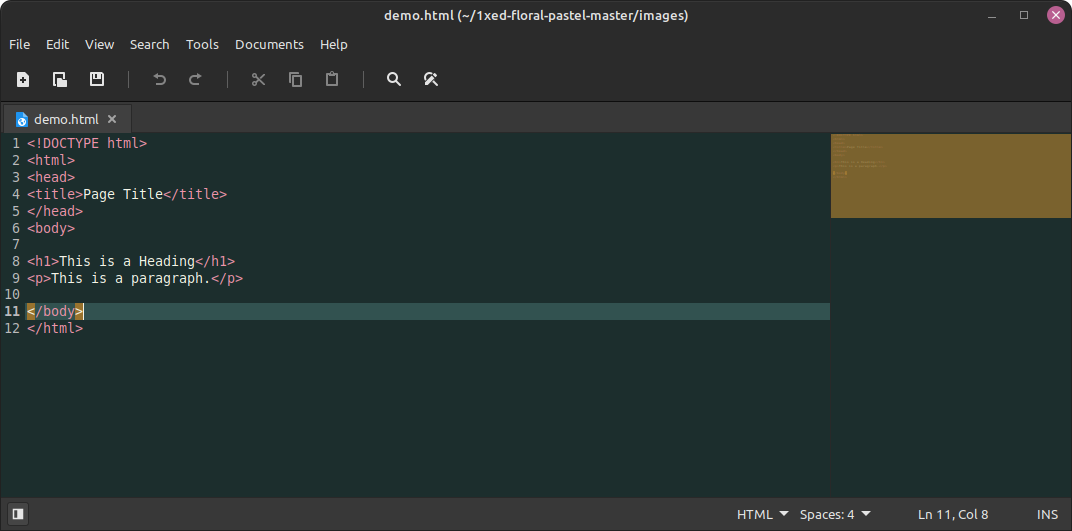 demo.html (~/1xed-floral-pastel-master/images)
File Edit View Search Tools Documents Help
demo.html
1 <!DOCTYPE html>
2 <html>
3 <head>
4 <title>Page Title</title>
5 </head>
6 <body>
7
8 <h1>This is a Heading</h1>
9 <p>This is a paragraph.</p>
10
11 </body>
12 </html>
HTML Spaces: 4 Ln 11, Col 8 INS